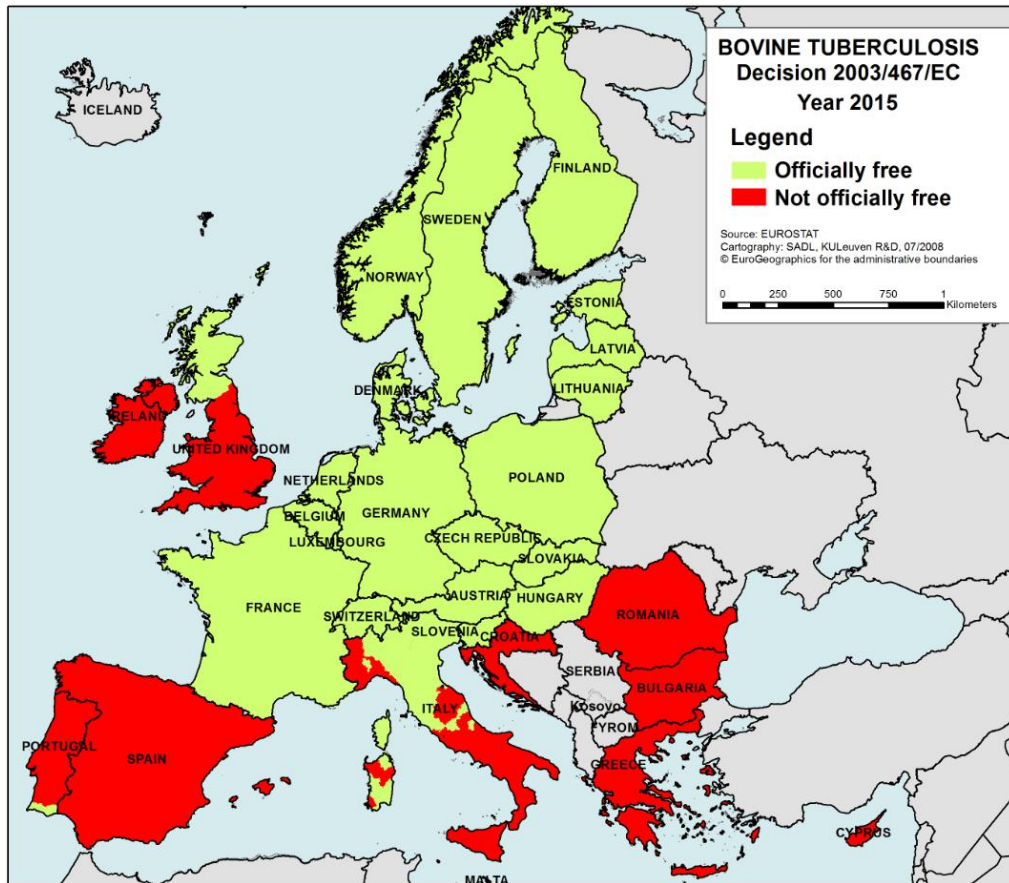 BOVINE TUBERCULOSIS
Decision 2003/467/EC
Year 2015
Legend
Officially free
Not officially free
Source: EUROSTAT
Cartography: SADL, KULeuven R&D, 07/2008
© EuroGeographics for the administrative boundaries
0 250 500 750 1
Kilometers
ICELAND
FINLAND
SWEDEN
NORWAY
ESTONIA
LATVIA
LITHUANIA
DENMARK
IRELAND
UNITED KINGDOM
NETHERLANDS
POLAND
BELGIUM
GERMANY
LUXEMBOURG
CZECH REPUBLIC
SLOVAKIA
AUSTRIA
HUNGARY
FRANCE
SWITZERLAND
SLOVENIA
CROATIA
ROMANIA
SERBIA
BULGARIA
Kosovo
ITALY
FYROM
PORTUGAL
SPAIN
GREECE
CYPRUS
MALTA